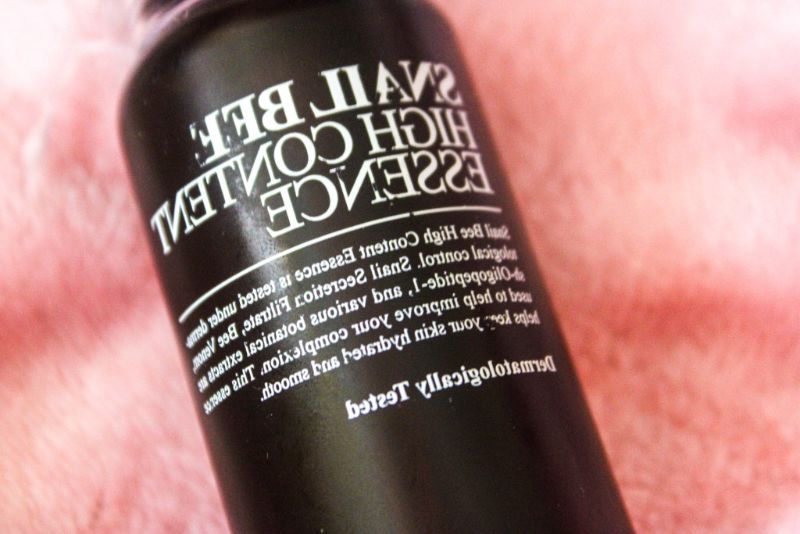 SNAIL BEE
HIGH CONTENT
ESSENCE
Snail Bee High Content Essence is tested under derma-
nological control. Snail Secretion Filtrate, Bee Venom,
sh-Oligopeptide-1, and various botanical extracts are
used to help improve your complexion. This essence
helps keep your skin hydrated and smooth.
Dermatologically Tested